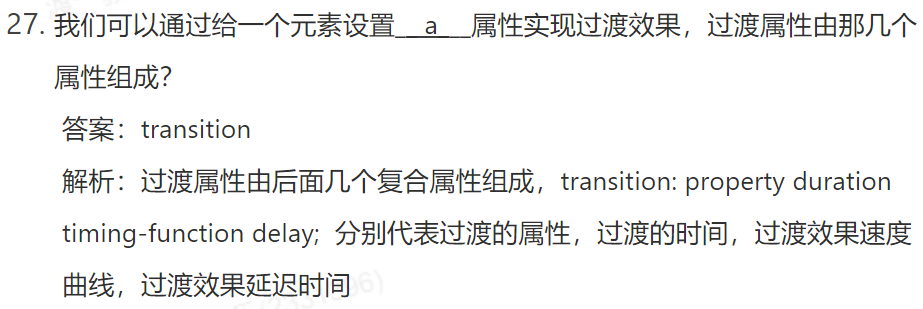 27. 我们可以通过给一个元素设置__a__属性实现过渡效果，过渡属性由那几个
属性组成？
答案：transition
解析：过渡属性由后面几个复合属性组成，transition: property duration
timing-function delay; 分别代表过渡的属性，过渡的时间，过渡效果速度
曲线，过渡效果延迟时间